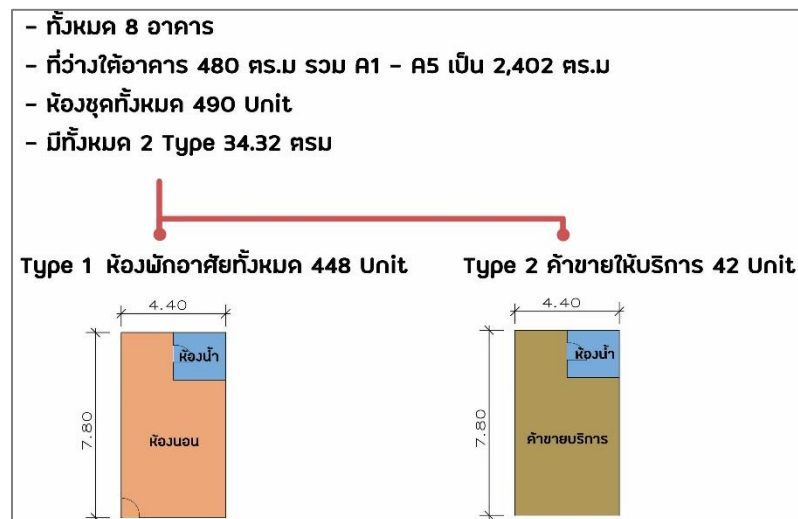 - ทั้งหมด 8 อาคาร
- ที่ว่างใต้อาคาร 480 ตร.ม รวม A1 - A5 เป็น 2,402 ตร.ม
- ห้องชุดทั้งหมด 490 Unit
- มีทั้งหมด 2 Type 34.32 ตรม
Type 1 ห้องพักอาศัยทั้งหมด 448 Unit
Type 2 ค้าขายให้บริการ 42 Unit
4.40
4.40
ห้องน้ำ
ห้องน้ำ
7.80
ห้องนอน
7.80
ค้าขายบริการ